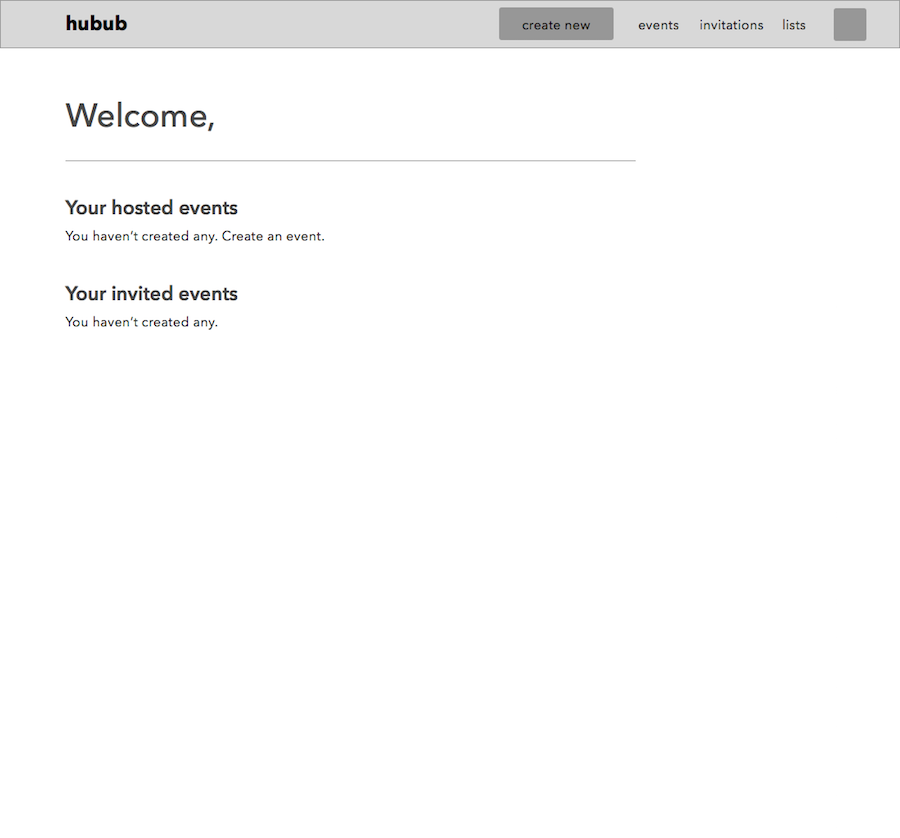 hubub
create new events invitations lists
Welcome,
Your hosted events
You haven’t created any. Create an event.
Your invited events
You haven’t created any.